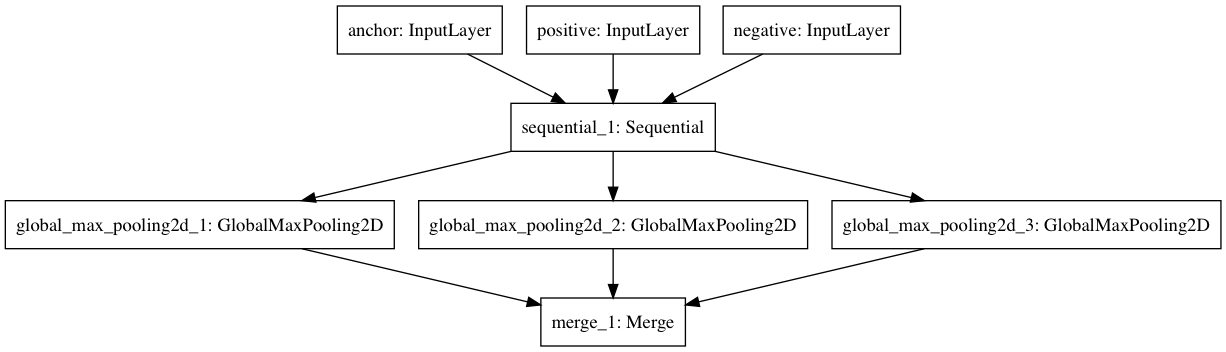 anchor: InputLayer
positive: InputLayer
negative: InputLayer
sequential_1: Sequential
global_max_pooling2d_1: GlobalMaxPooling2D
global_max_pooling2d_2: GlobalMaxPooling2D
global_max_pooling2d_3: GlobalMaxPooling2D
merge_1: Merge